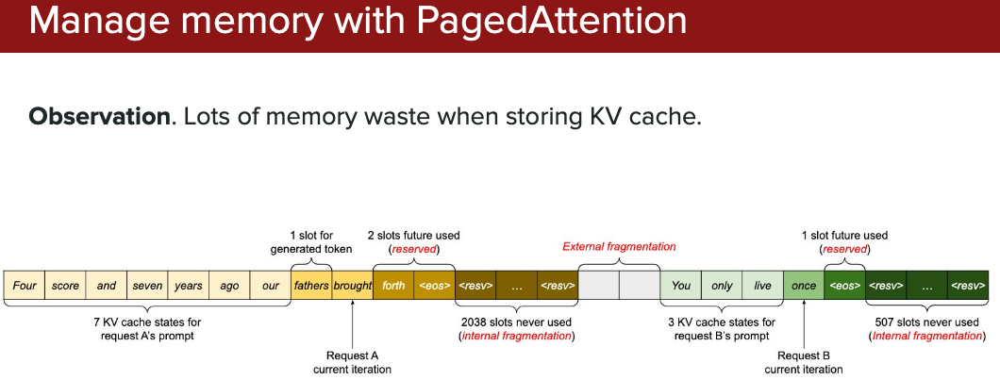 Manage memory with PagedAttention
Observation. Lots of memory waste when storing KV cache.
1 slot for
generated token
2 slots future used
(reserved)
External fragmentation
1 slot future used
(reserved)
Four score and seven years ago our fathers brought forth <eos> <resv> ... <resv> You only live once <eos> <resv> ... <resv>
7 KV cache states for
request A's prompt
2038 slots never used
(internal fragmentation)
3 KV cache states for
request B's prompt
507 slots never used
(Internal fragmentation)
Request A
current iteration
Request B
current iteration